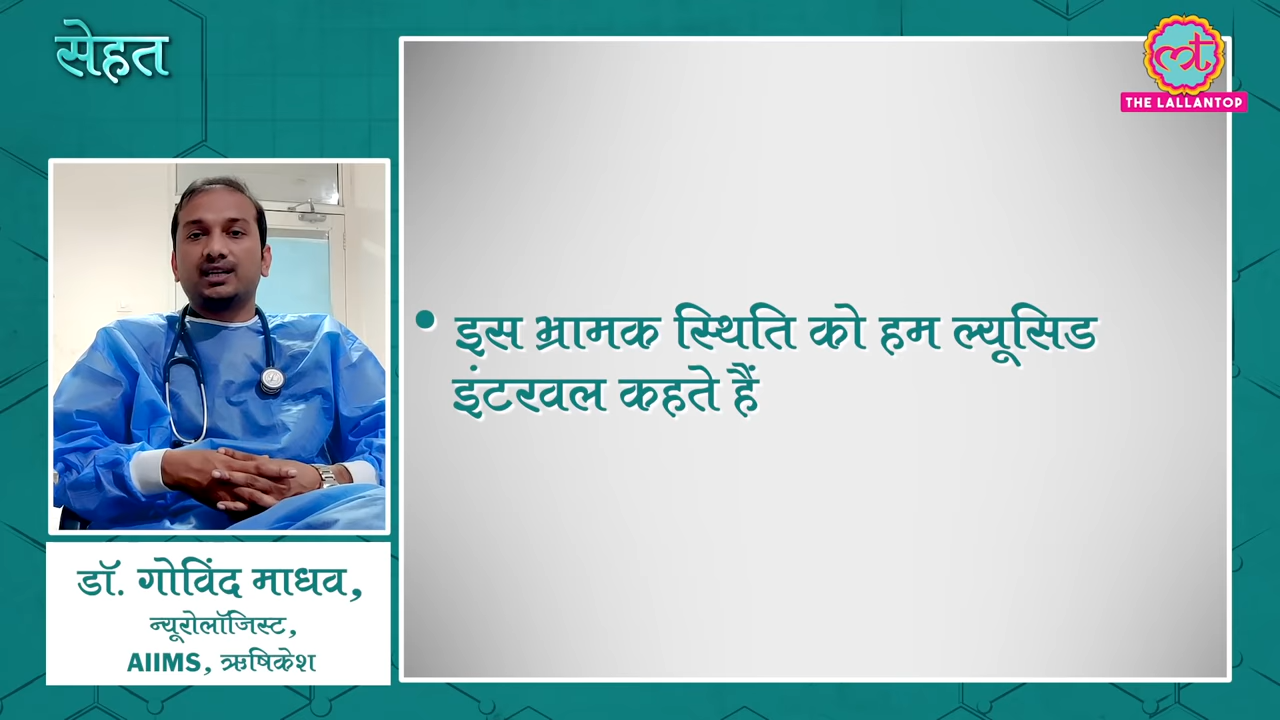 सेहत
THE LALLANTOP
• इस भ्रामक स्थिति को हम ल्यूसिड
इंटरवल कहते हैं
डॉ. गोविंद माधव,
न्यूरोलॉजिस्ट,
AIIMS, ऋषिकेश